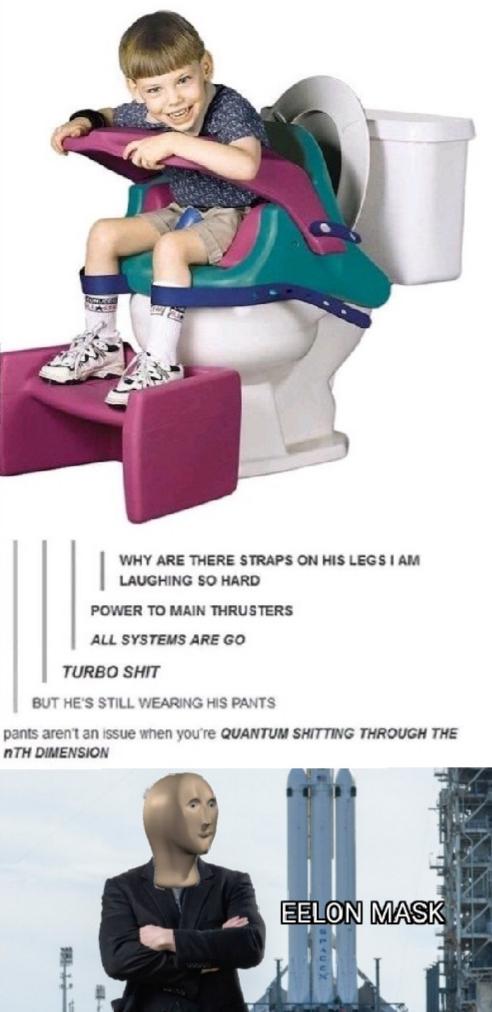 WHY ARE THERE STRAPS ON HIS LEGS I AM
LAUGHING SO HARD
POWER TO MAIN THRUSTERS
ALL SYSTEMS ARE GO
TURBO SHIT
BUT HE'S STILL WEARING HIS PANTS
pants aren't an issue when you're QUANTUM SHITTING THROUGH THE
nTH DIMENSION
EELON MASK